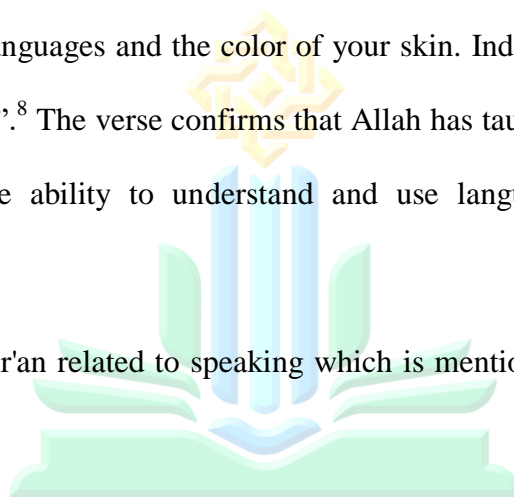 anguages and the color of your skin. Ind
”.8 The verse confirms that Allah has tau
e ability to understand and use langu
r'an related to speaking which is mentio